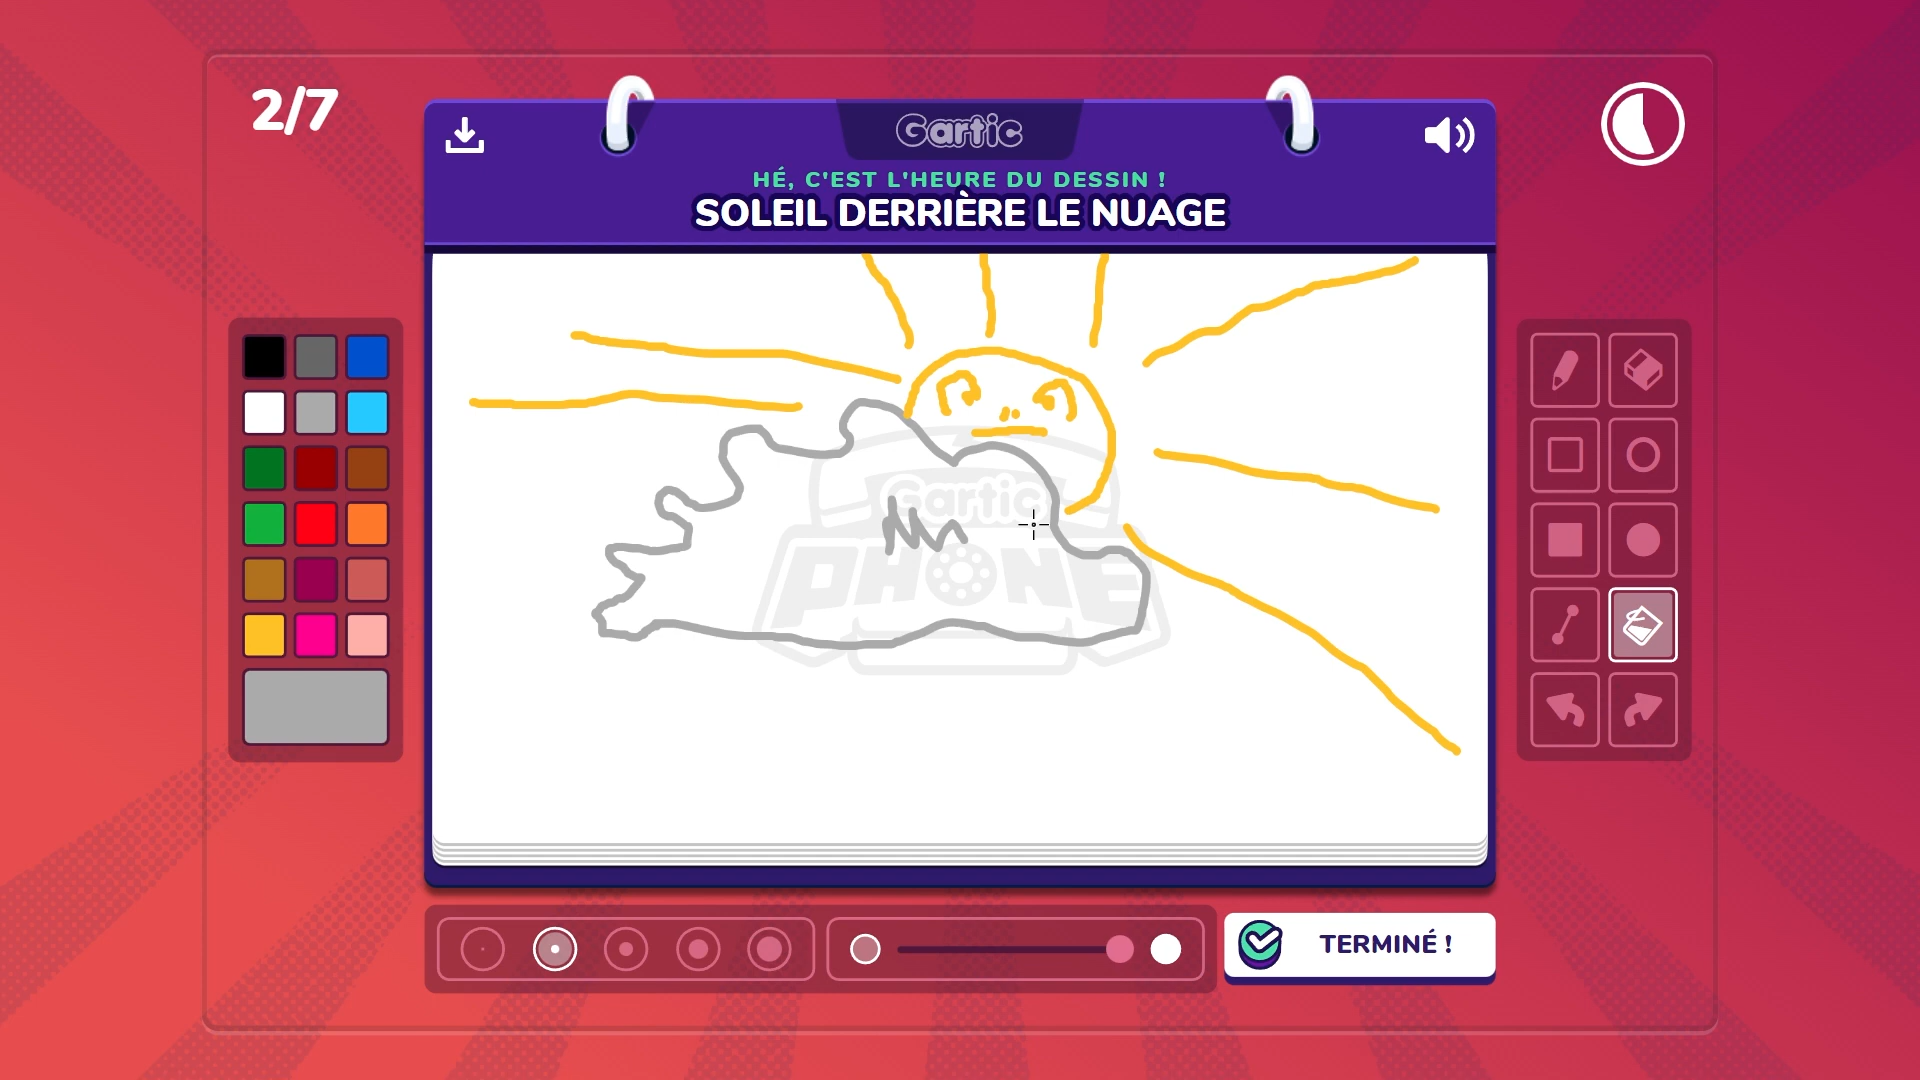 2/7
Gartic
HÉ, C'EST L'HEURE DU DESSIN !
SOLEIL DERRIÈRE LE NUAGE
Gartic
PHONE
TERMINÉ !